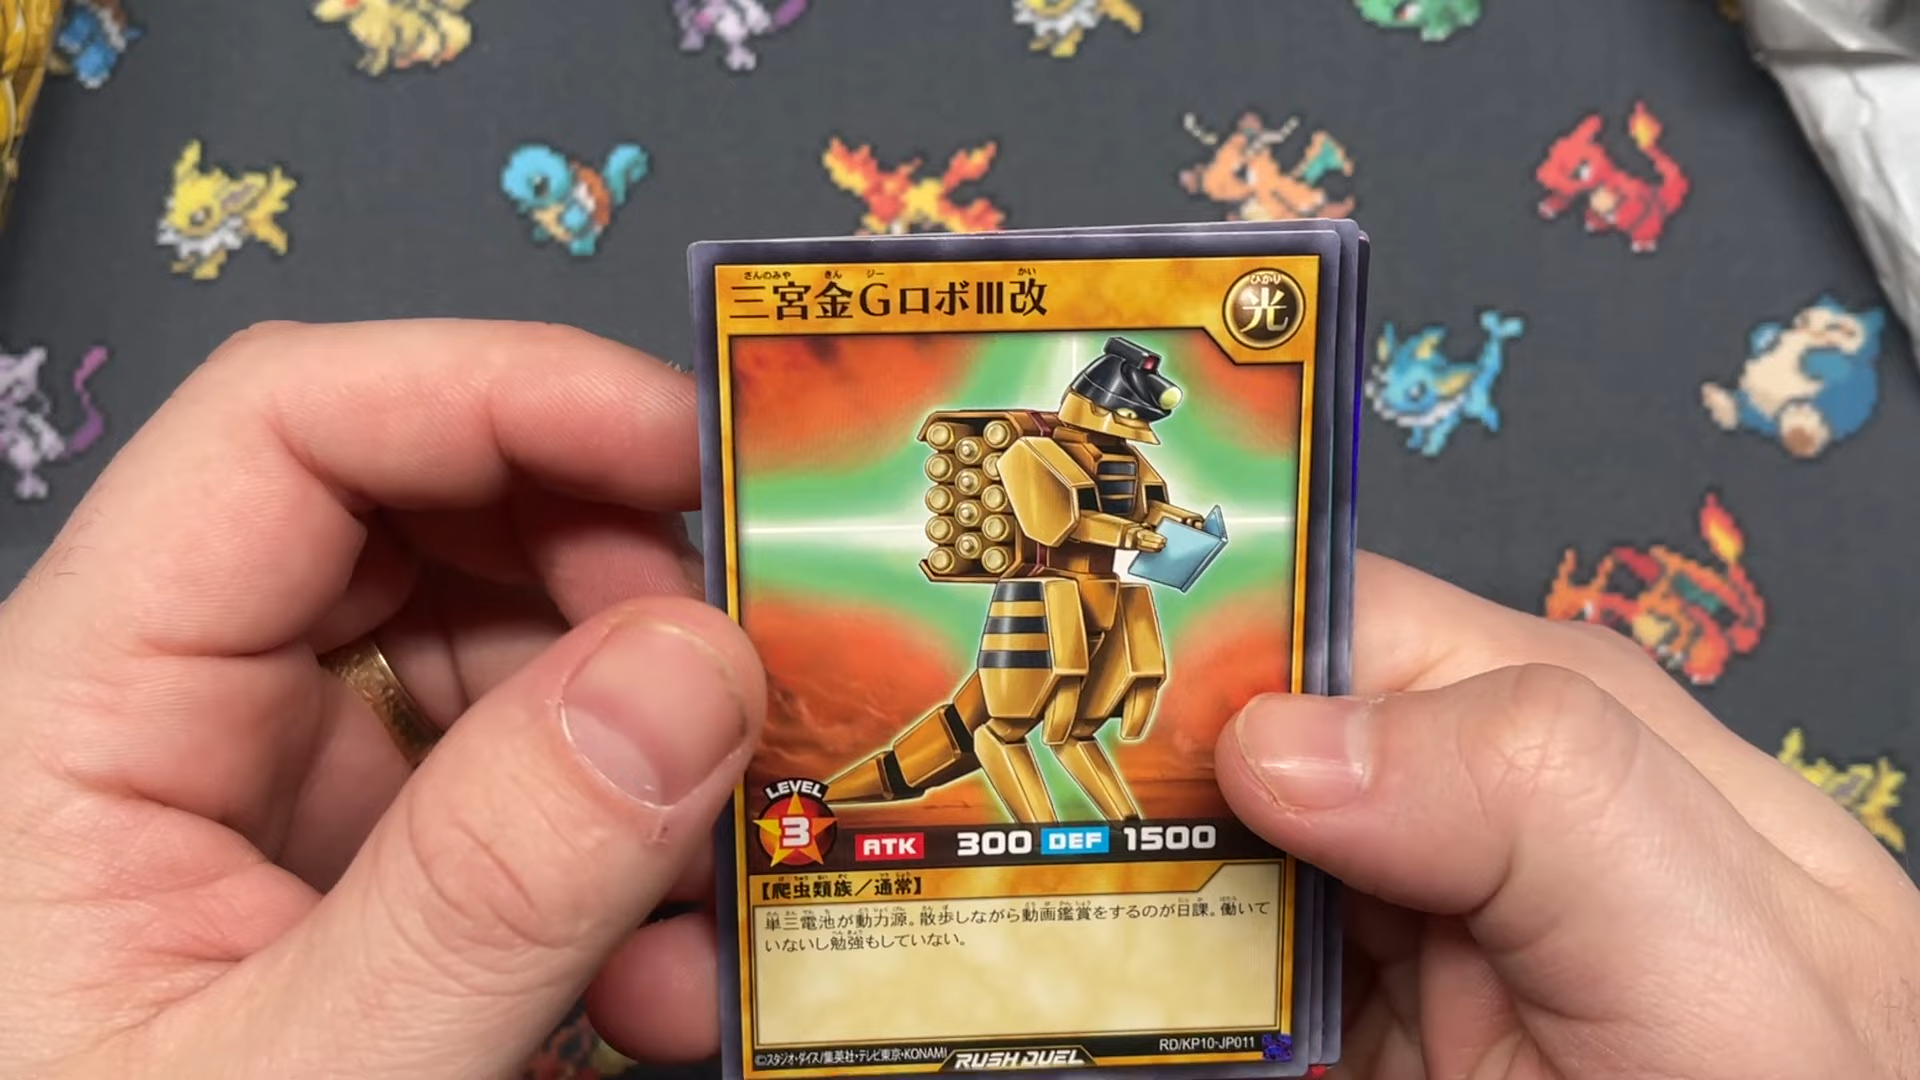 さんのみや きん ジー かい
三宮金Gロボⅲ改
ひかり
光
LEVEL
3
ATK 300 DEF 1500
【爬虫類族／通常】
単三電池が動力源。散歩しながら動画鑑賞をするのが日課。働いて
いないし勉強もしていない。
©スタジオ・ダイス/集英社・テレビ東京・KONAMI
RUSH DUEL
RD/KP10-JP011